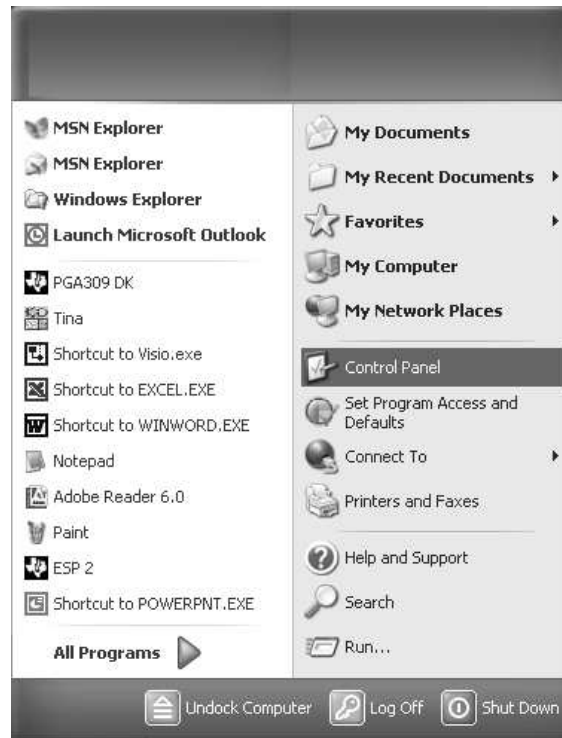 MSN Explorer
MSN Explorer
Windows Explorer
Launch Microsoft Outlook
PGA309 DK
Tina
Shortcut to Visio.exe
Shortcut to EXCEL.EXE
Shortcut to WINWORD.EXE
Notepad
Adobe Reader 6.0
Paint
ESP 2
Shortcut to POWERPNT.EXE
All Programs
My Documents
My Recent Documents
Favorites
My Computer
My Network Places
Control Panel
Set Program Access and
Defaults
Connect To
Printers and Faxes
Help and Support
Search
Run...
Undock Computer
Log Off
Shut Down